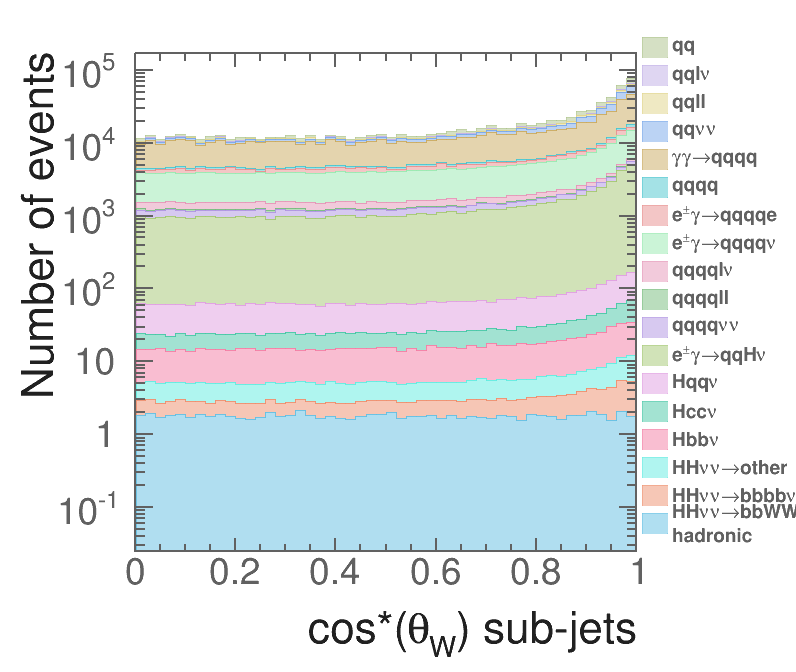 Number of events
10^5
10^4
10^3
10^2
10
1
10^-1
0
0.2
0.4
0.6
0.8
1
cos*(θ_W) sub-jets
qq
qqlν
qqll
qqνν
γγ→qqqq
qqqq
e^±γ→qqqqe
e^±γ→qqqqν
qqqqlν
qqqqll
qqqqνν
e^±γ→qqHν
Hqqν
Hccν
Hbbν
HHνν→other
HHνν→bbbbν
HHνν→bbWW
hadronic